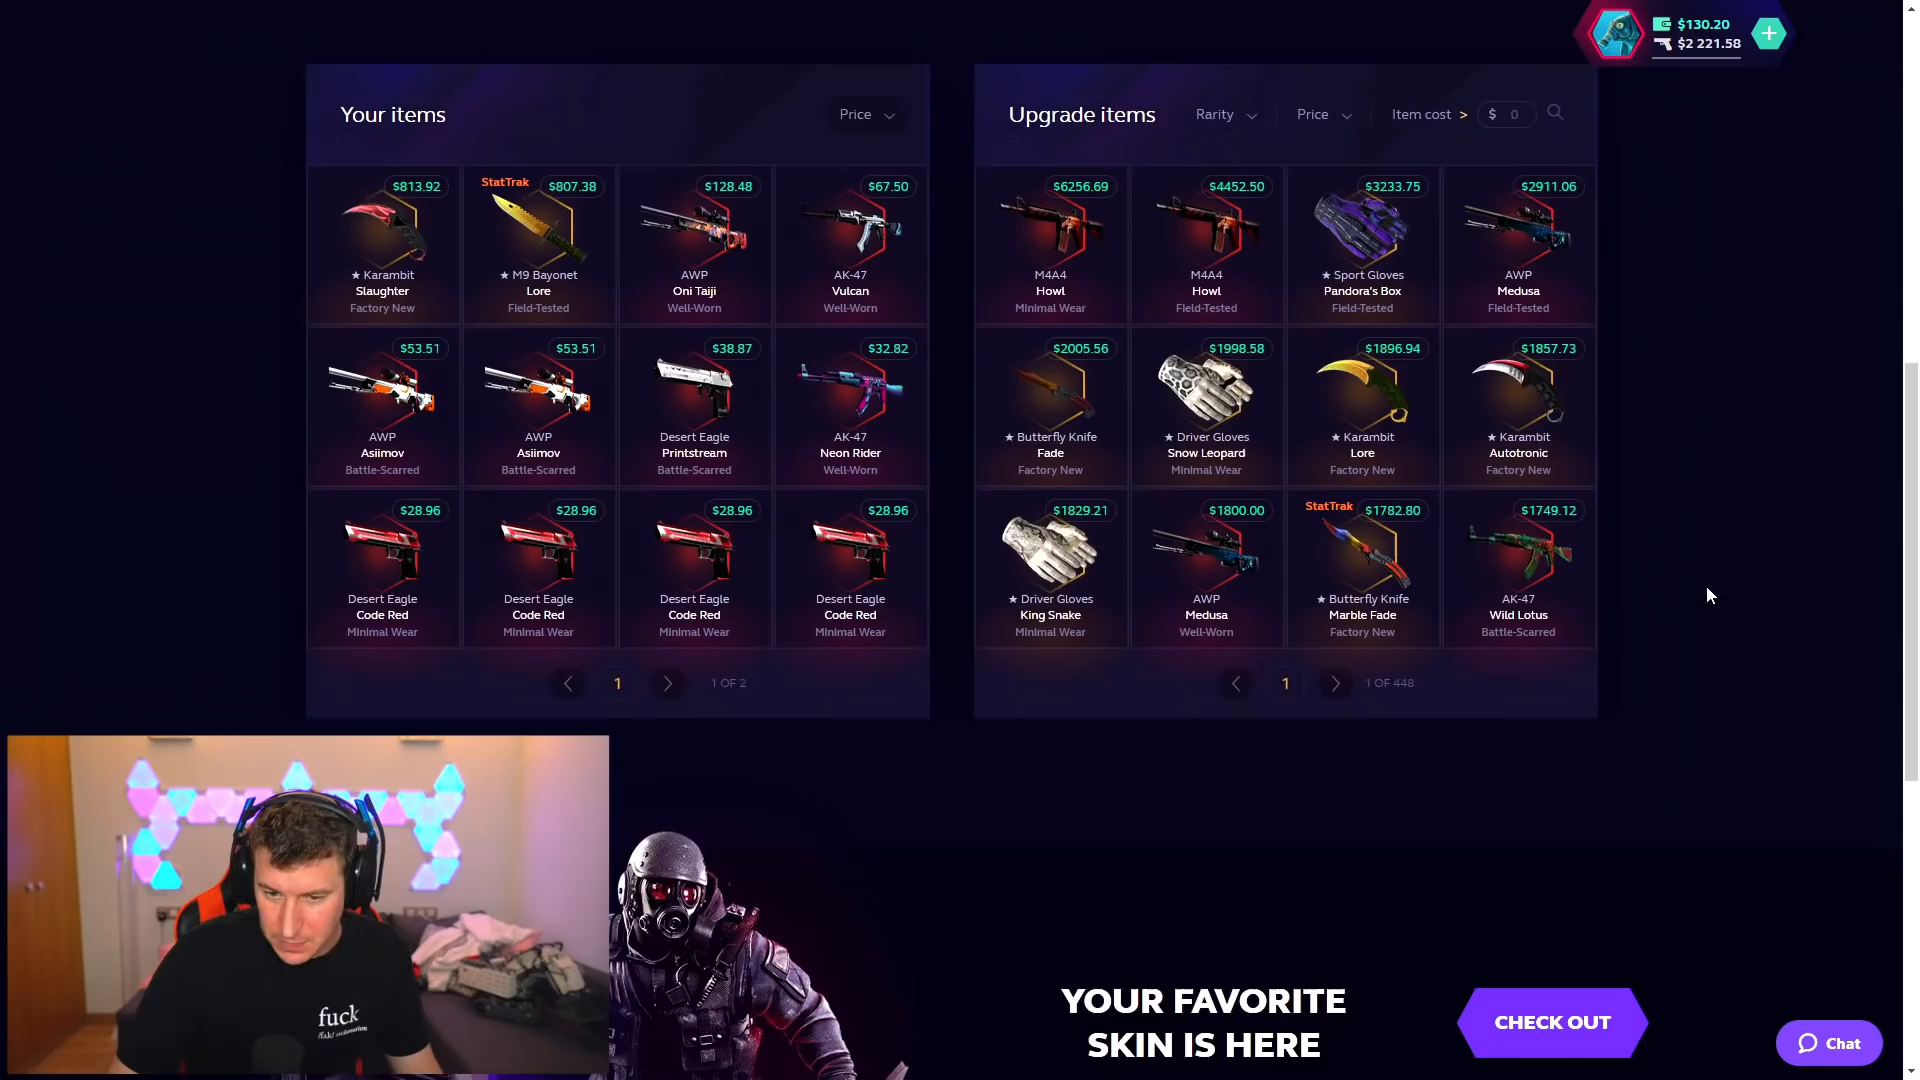 $130.20
$2 221.58
Your items
Price
Upgrade items
Rarity
Price
Item cost >
$ 0
$813.92
★ Karambit
Slaughter
Factory New
StatTrak
$807.38
★ M9 Bayonet
Lore
Field-Tested
$128.48
AWP
Oni Taiji
Well-Worn
$67.50
AK-47
Vulcan
Well-Worn
$53.51
AWP
Asiimov
Battle-Scarred
$53.51
AWP
Asiimov
Battle-Scarred
$38.87
Desert Eagle
Printstream
Battle-Scarred
$32.82
AK-47
Neon Rider
Well-Worn
$28.96
Desert Eagle
Code Red
Minimal Wear
$28.96
Desert Eagle
Code Red
Minimal Wear
$28.96
Desert Eagle
Code Red
Minimal Wear
$28.96
Desert Eagle
Code Red
Minimal Wear
1
1 OF 2
$6256.69
M4A4
Howl
Minimal Wear
$4452.50
M4A4
Howl
Field-Tested
$3233.75
★ Sport Gloves
Pandora's Box
Field-Tested
$2911.06
AWP
Medusa
Field-Tested
$2005.56
★ Butterfly Knife
Fade
Factory New
$1998.58
★ Driver Gloves
Snow Leopard
Minimal Wear
$1896.94
★ Karambit
Lore
Factory New
$1857.73
★ Karambit
Autotronic
Factory New
$1829.21
★ Driver Gloves
King Snake
Minimal Wear
$1800.00
AWP
Medusa
Well-Worn
StatTrak
$1782.80
★ Butterfly Knife
Marble Fade
Factory New
$1749.12
AK-47
Wild Lotus
Battle-Scarred
1
1 OF 448
fuck
YOUR FAVORITE
SKIN IS HERE
CHECK OUT
Chat